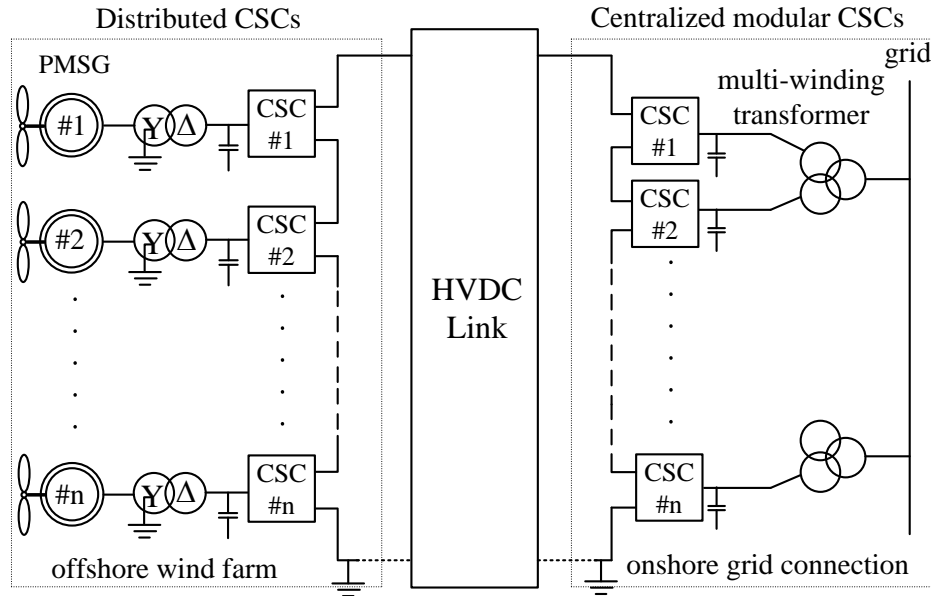 Distributed CSCs
Centralized modular CSCs
PMSG
grid
multi-winding
transformer
#1
Y
Δ
CSC
#1
CSC
#1
#2
Y
Δ
CSC
#2
CSC
#2
HVDC
Link
#n
Y
Δ
CSC
#n
CSC
#n
offshore wind farm
onshore grid connection